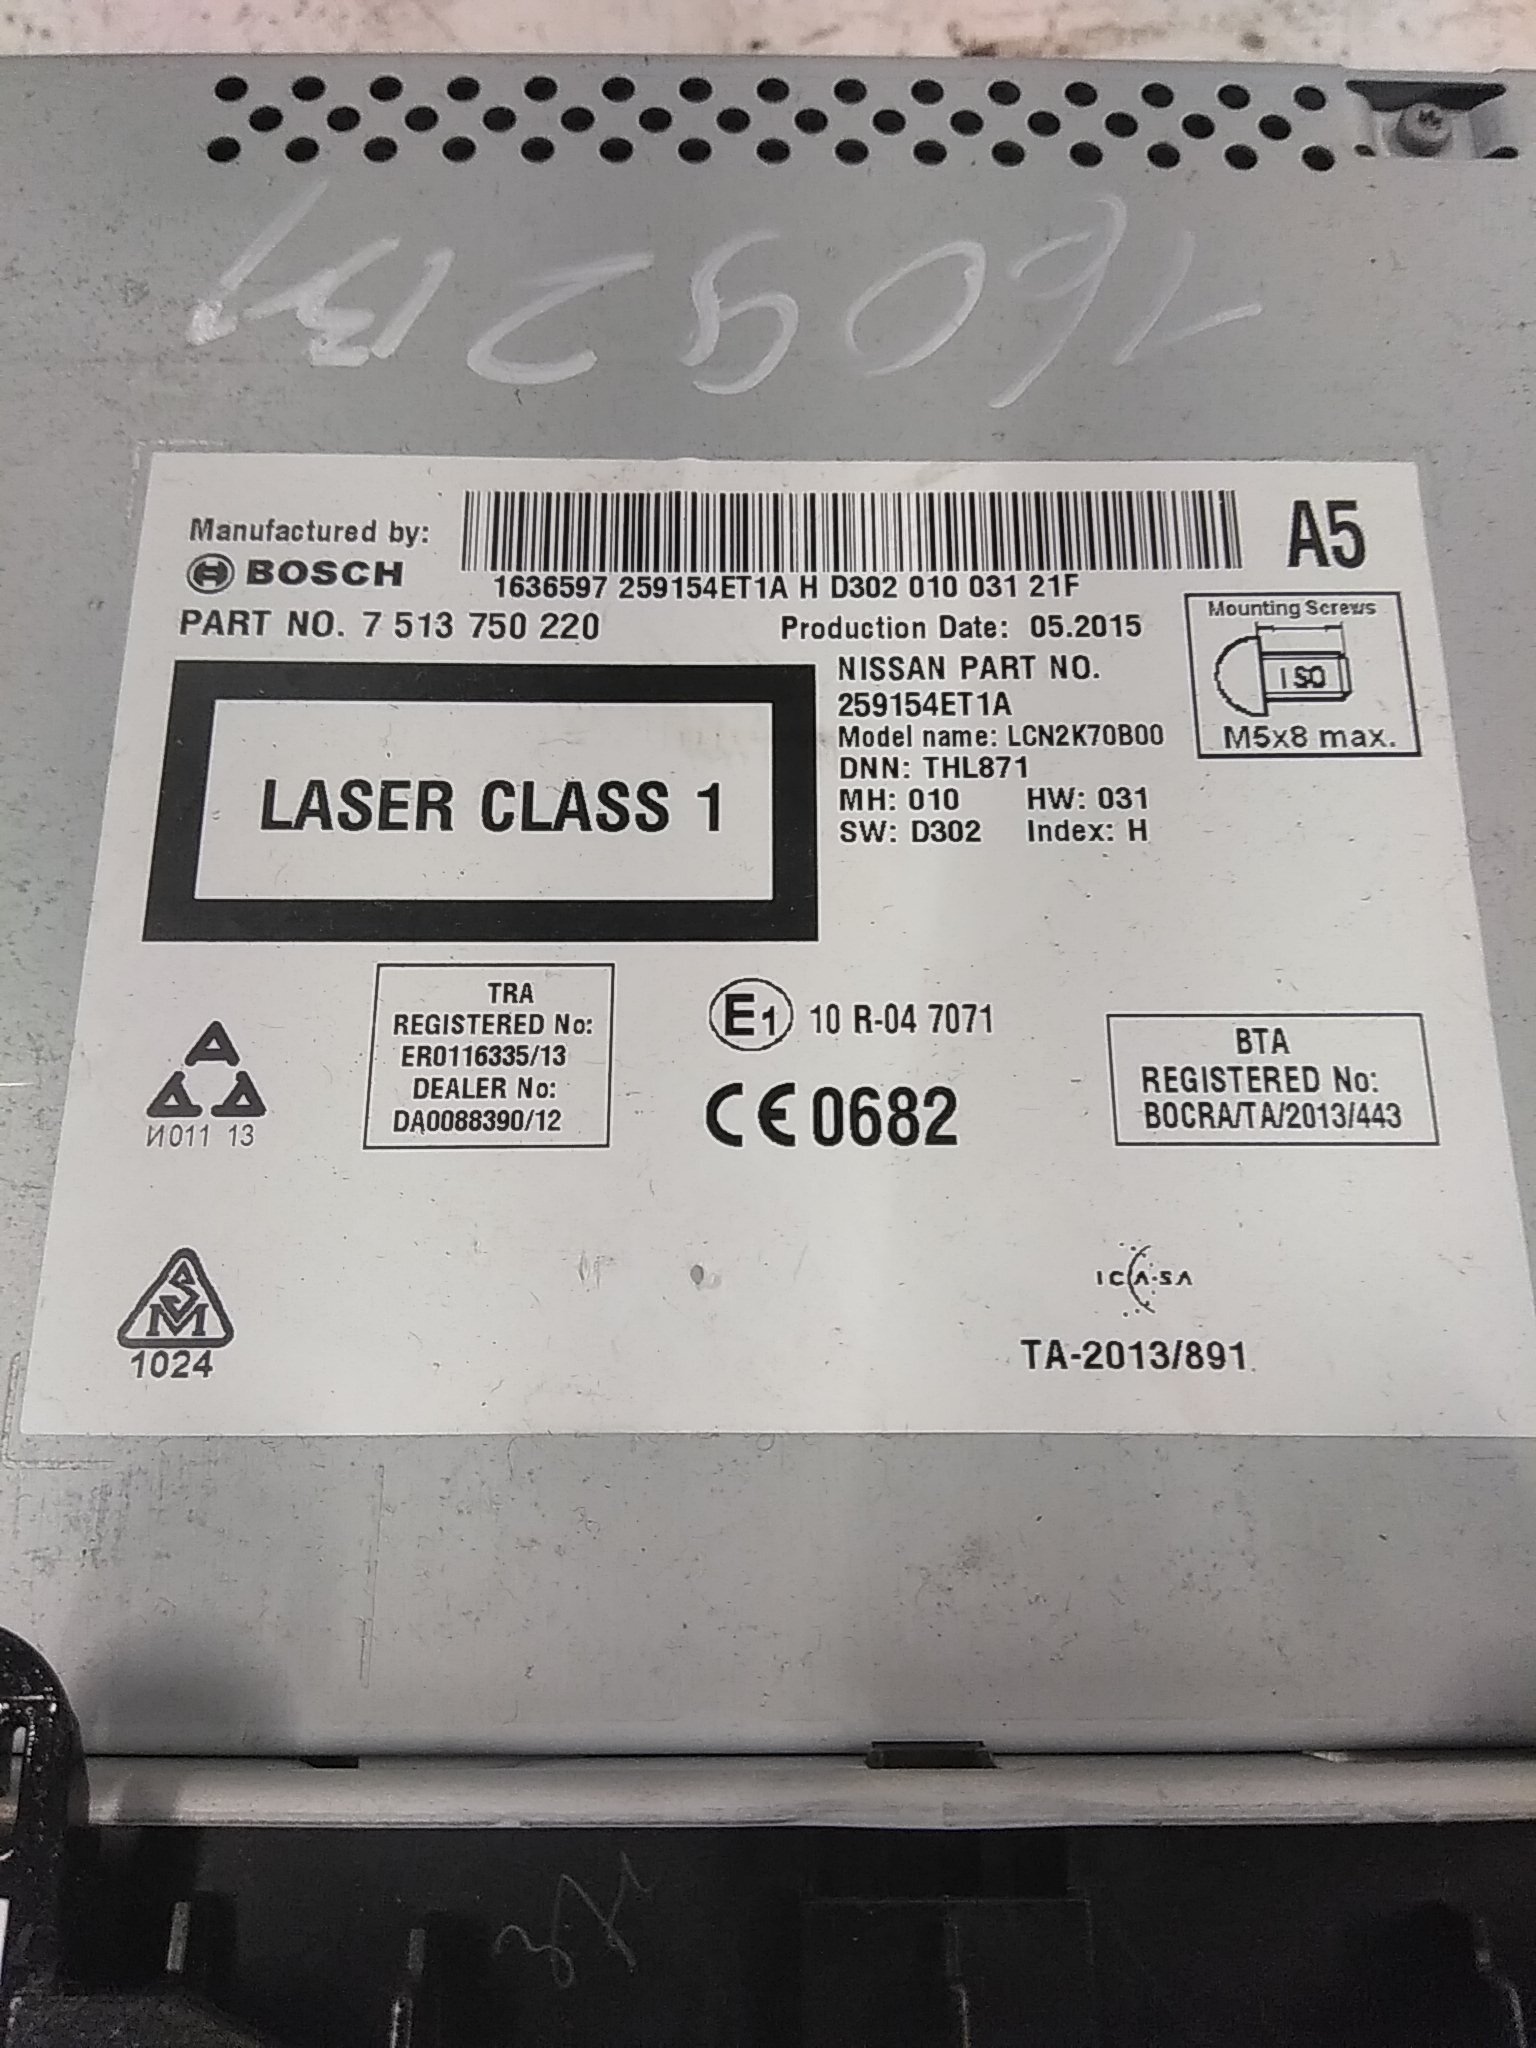 Manufactured by:
BOSCH
1636597 259154ET1A H D302 010 031 21F
A5
PART NO. 7 513 750 220
Production Date: 05.2015
Mounting Screws
ISO
M5x8 max.
NISSAN PART NO.
259154ET1A
Model name: LCN2K70B00
DNN: THL871
MH: 010 HW: 031
SW: D302 Index: H
LASER CLASS 1
TRA
REGISTERED No:
ER0116335/13
DEALER No:
DA0088390/12
E1 10 R-04 7071
CE 0682
BTA
REGISTERED No:
BOCRA/TA/2013/443
И011 13
SM
1024
ICASA
TA-2013/891